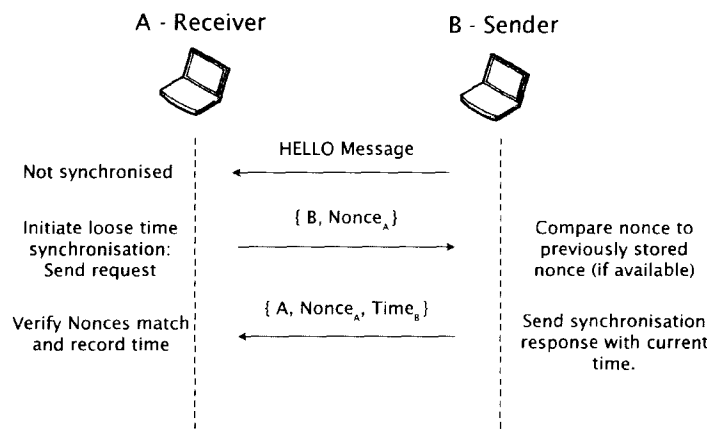 A - Receiver
B - Sender
HELLO Message
Not synchronised
{ B, Nonce_A}
Initiate loose time
synchronisation:
Send request
Compare nonce to
previously stored
nonce (if available)
{ A, Nonce_A, Time_B}
Verify Nonces match
and record time
Send synchronisation
response with current
time.